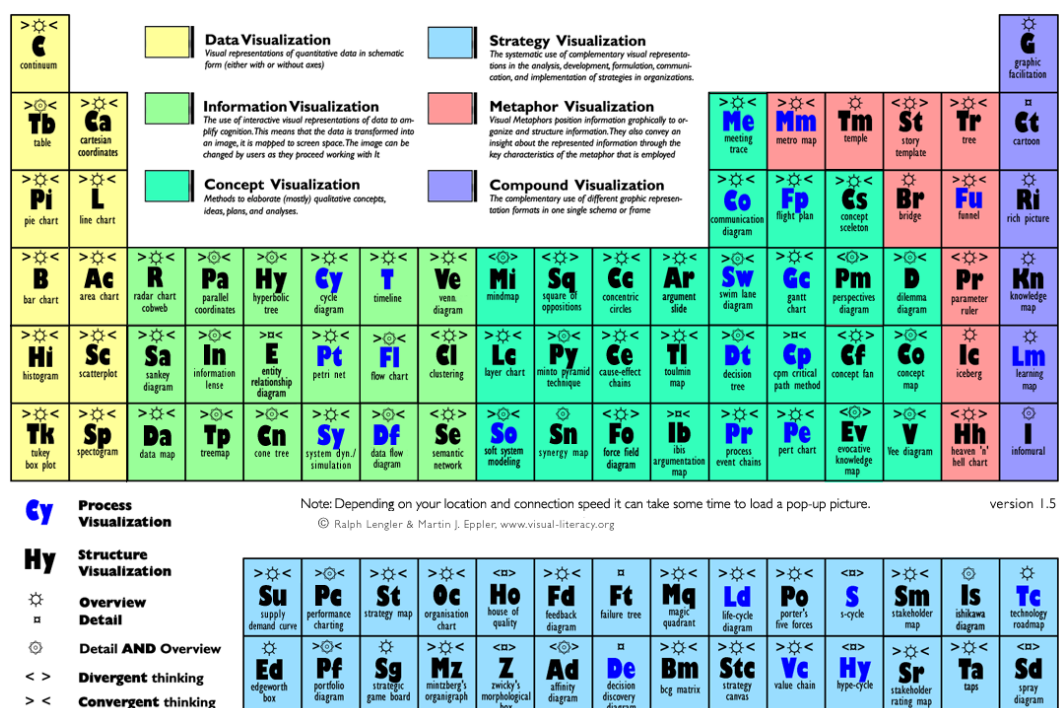 > ☼ <
C
continuum
Data Visualization
Visual representations of quantitative data in schematic
form (either with or without axes)
Strategy Visualization
The systematic use of complementary visual representa-
tions in the analysis, development, formulation, communi-
cation, and implementation of strategies in organizations.
G
graphic
facilitation
Tb
table
Ca
cartesian
coordinates
Information Visualization
The use of interactive visual representations of data to am-
plify cognition. This means that the data is transformed into
an image, it is mapped to screen space. The image can be
changed by users as they proceed working with It
Metaphor Visualization
Visual Metaphors position information graphically to or-
ganize and structure information. They also convey an
insight about the represented information through the
key characteristics of the metaphor that is employed
Me
meeting
trace
Mm
metro map
Tm
temple
St
story
template
Tr
tree
Ct
cartoon
Pi
pie chart
L
line chart
Concept Visualization
Methods to elaborate (mostly) qualitative concepts,
ideas, plans, and analyses.
Compound Visualization
The complementary use of different graphic represen-
tation formats in one single schema or frame
Co
communication
diagram
Fp
flight plan
Cs
concept
sceleton
Br
bridge
Fu
funnel
Ri
rich picture
B
bar chart
Ac
area chart
R
radar chart
cobweb
Pa
parallel
coordinates
Hy
hyperbolic
tree
Cy
cycle
diagram
T
timeline
Ve
venn
diagram
Mi
mindmap
Sq
square of
oppositions
Cc
concentric
circles
Ar
argument
slide
Sw
swim lane
diagram
Gc
gantt
chart
Pm
perspectives
diagram
D
dilemma
diagram
Pr
parameter
ruler
Kn
knowledge
map
Hi
histogram
Sc
scatterplot
Sa
sankey
diagram
In
information
lense
E
entity
relationship
diagram
Pt
petri net
Fl
flow chart
Cl
clustering
Lc
layer chart
Py
minto pyramid
technique
Ce
cause-effect
chains
Tl
toulmin
map
Dt
decision
tree
Cp
cpm critical
path method
Cf
concept fan
Co
concept
map
Ic
iceberg
Lm
learning
map
Tk
tukey
box plot
Sp
spectogram
Da
data map
Tp
treemap
Cn
cone tree
Sy
system dyn./
simulation
Df
data flow
diagram
Se
semantic
network
So
soft system
modeling
Sn
synergy map
Fo
force field
diagram
Ib
ibis
argumentation
map
Pr
process
event chains
Pe
pert chart
Ev
evocative
knowledge
map
V
Vee diagram
Hh
heaven 'n'
hell chart
I
infomural
Cy
Process
Visualization
Note: Depending on your location and connection speed it can take some time to load a pop-up picture.
version 1.5
© Ralph Lengler & Martin J. Eppler, www.visual-literacy.org
Hy
Structure
Visualization
☼ Overview
¤ Detail
Detail AND Overview
< > Divergent thinking
> < Convergent thinking
Su
supply
demand curve
Pc
performance
charting
St
strategy map
Oc
organisation
chart
Ho
house of
quality
Fd
feedback
diagram
Ft
failure tree
Mq
magic
quadrant
Ld
life-cycle
diagram
Po
porter's
five forces
S
s-cycle
Sm
stakeholder
map
Is
ishikawa
diagram
Tc
technology
roadmap
Ed
edgeworth
box
Pf
portfolio
diagram
Sg
strategic
game board
Mz
mintzberg's
organigraph
Z
zwicky's
morphological
box
Ad
affinity
diagram
De
decision
discovery
diagram
Bm
bcg matrix
Stc
strategy
canvas
Vc
value chain
Hy
hype-cycle
Sr
stakeholder
rating map
Ta
taps
Sd
spray
diagram